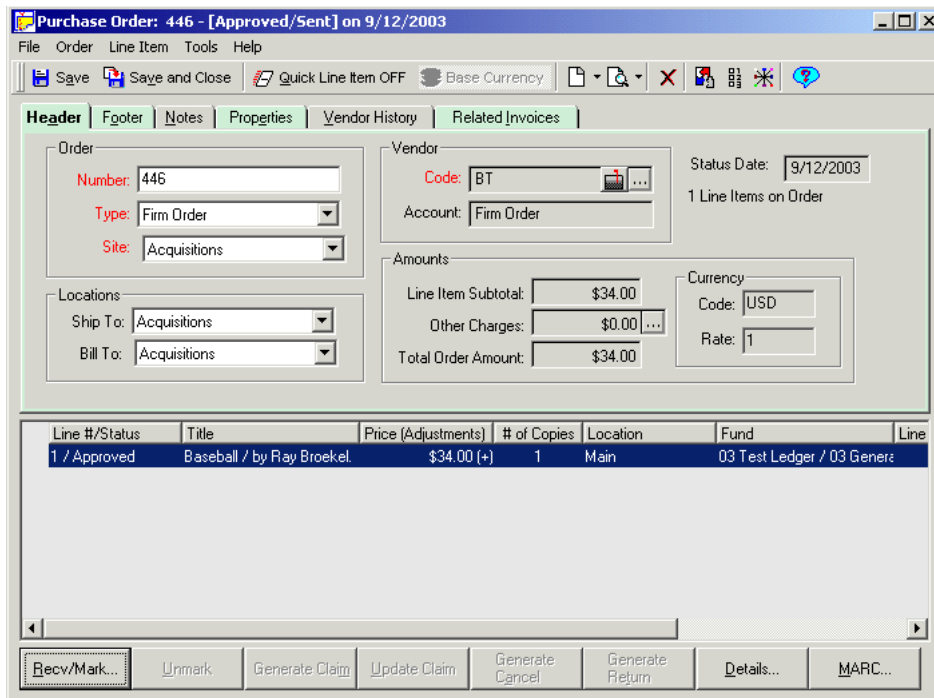 Purchase Order: 446 - [Approved/Sent] on 9/12/2003
File Order Line Item Tools Help
Save Save and Close Quick Line Item OFF Base Currency
Header Footer Notes Properties Vendor History Related Invoices
Order
Number: 446
Type: Firm Order
Site: Acquisitions
Locations
Ship To: Acquisitions
Bill To: Acquisitions
Vendor
Code: BT ...
Account: Firm Order
Status Date: 9/12/2003
1 Line Items on Order
Amounts
Line Item Subtotal: $34.00
Other Charges: $0.00 ...
Total Order Amount: $34.00
Currency
Code: USD
Rate: 1
Line #/Status Title Price (Adjustments) # of Copies Location Fund Line
1 / Approved Baseball / by Ray Broekel. $34.00 (+) 1 Main 03 Test Ledger / 03 Genera
Recv/Mark... Unmark Generate Claim Update Claim Generate Cancel Generate Return Details... MARC...